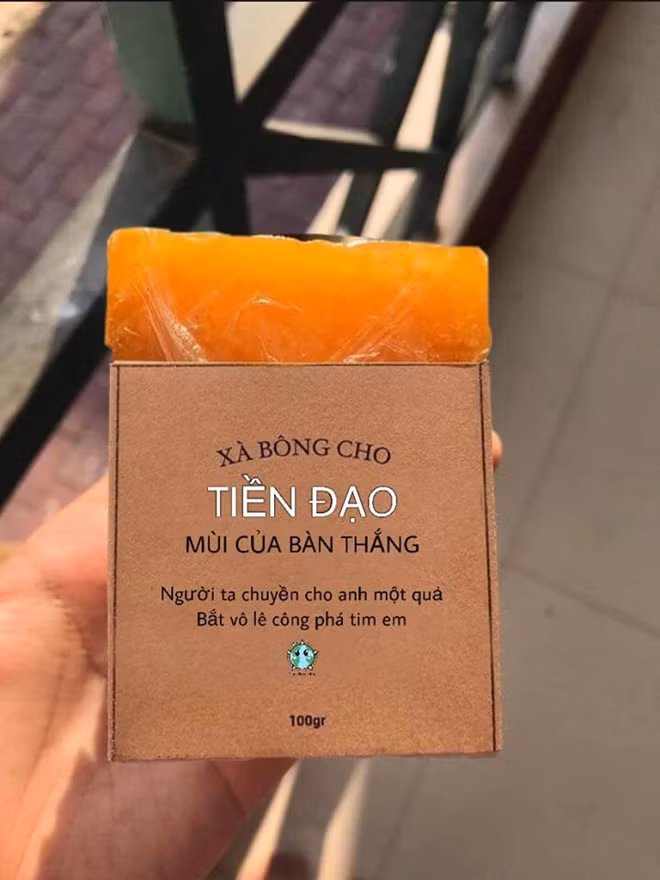 XÀ BÔNG CHO
TIỀN ĐẠO
MÙI CỦA BÀN THẮNG
Người ta chuyền cho anh một quả
Bắt vô lê công phá tim em
100gr